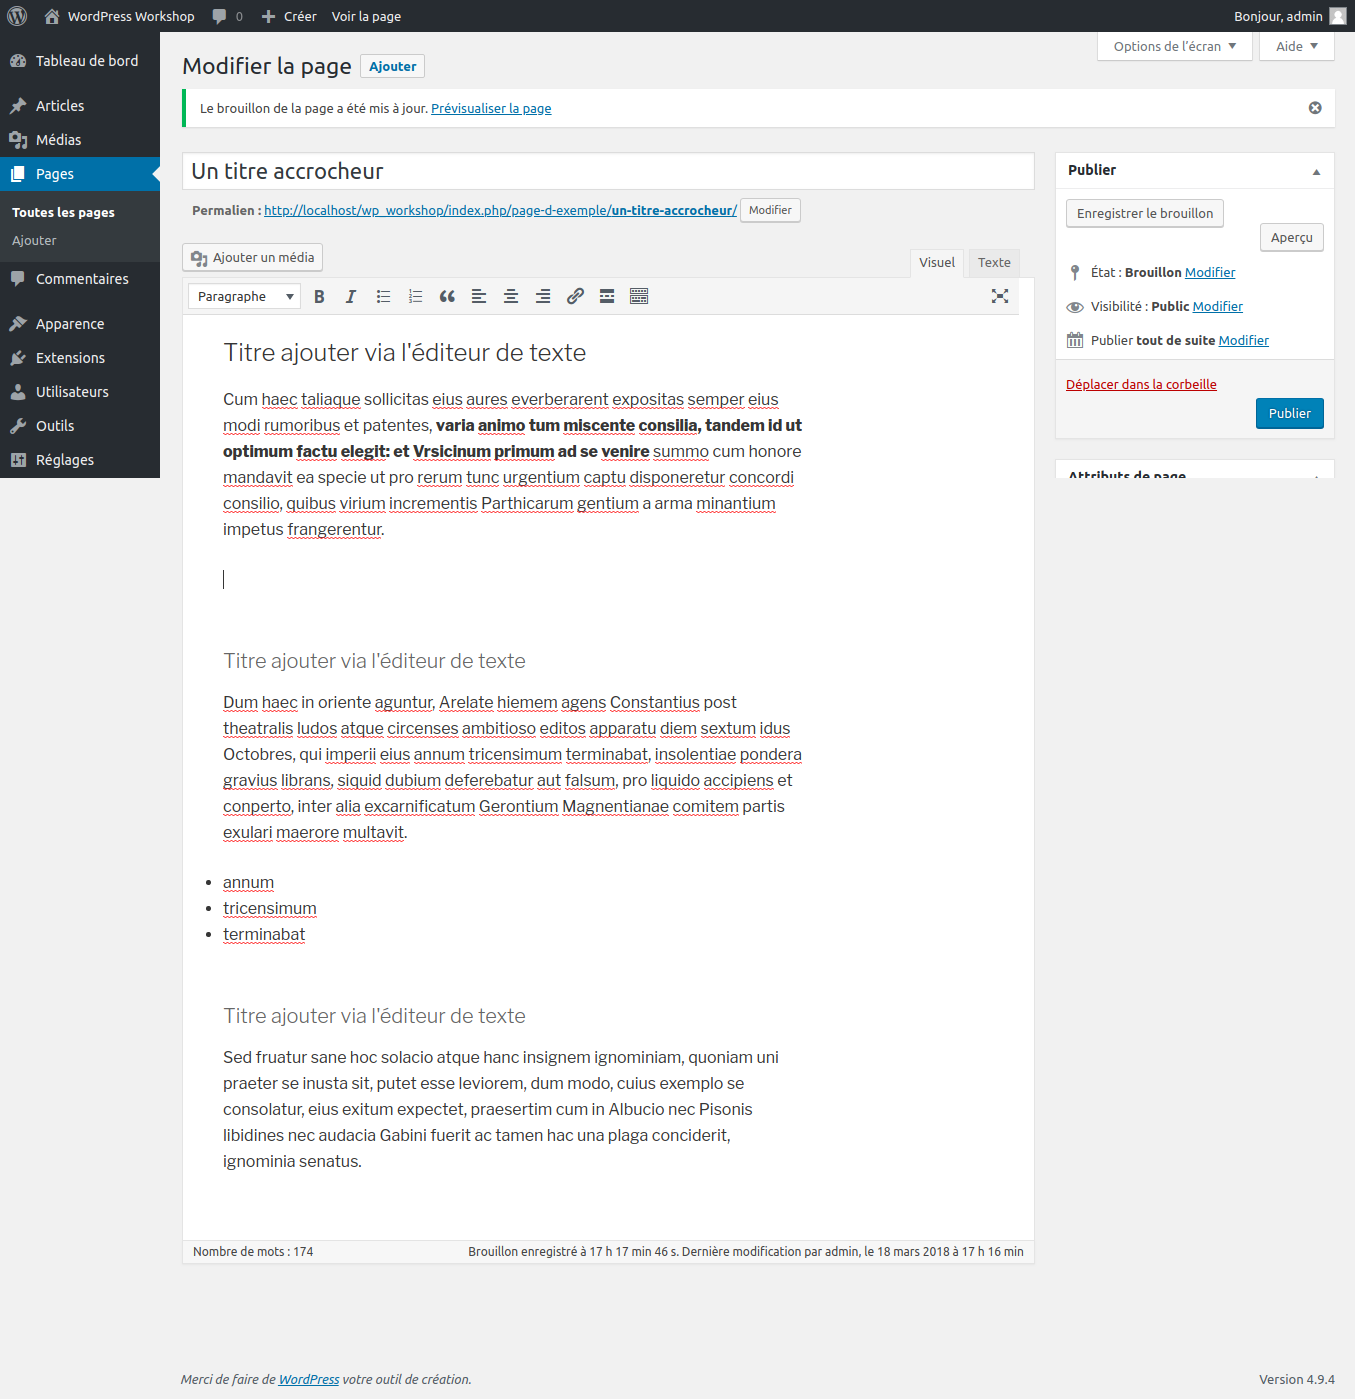 WordPress Workshop 0 Créer Voir la page Bonjour, admin
Tableau de bord
Articles
Médias
Pages
Toutes les pages
Ajouter
Commentaires
Apparence
Extensions
Utilisateurs
Outils
Réglages
Options de l'écran Aide
Modifier la page Ajouter
Le brouillon de la page a été mis à jour. Prévisualiser la page
Un titre accrocheur
Permalien : http://localhost/wp_workshop/index.php/page-d-exemple/un-titre-accrocheur/ Modifier
Ajouter un média
Visuel Texte
Paragraphe
Titre ajouter via l'éditeur de texte
Cum haec taliaque sollicitas eius aures everberarent expositas semper eius
modi rumoribus et patentes, varia animo tum miscente consilia, tandem id ut
optimum factu elegit: et Vrsicinum primum ad se venire summo cum honore
mandavit ea specie ut pro rerum tunc urgentium captu disponeretur concordi
consilio, quibus virium incrementis Parthicarum gentium a arma minantium
impetus frangerentur.
Titre ajouter via l'éditeur de texte
Dum haec in oriente aguntur, Arelate hiemem agens Constantius post
theatralis ludos atque circenses ambitioso editos apparatu diem sextum idus
Octobres, qui imperii eius annum tricensimum terminabat, insolentiae pondera
gravius librans, siquid dubium deferebatur aut falsum, pro liquido accipiens et
conperto, inter alia excarnificatum Gerontium Magnentianae comitem partis
exulari maerore multavit.
annum
tricensimum
terminabat
Titre ajouter via l'éditeur de texte
Sed fruatur sane hoc solacio atque hanc insignem ignominiam, quoniam uni
praeter se inusta sit, putet esse leviorem, dum modo, cuius exemplo se
consolatur, eius exitum expectet, praesertim cum in Albucio nec Pisonis
libidines nec audacia Gabini fuerit ac tamen hac una plaga conciderit,
ignominia senatus.
Nombre de mots : 174 Brouillon enregistré à 17 h 17 min 46 s. Dernière modification par admin, le 18 mars 2018 à 17 h 16 min
Publier
Enregistrer le brouillon
Aperçu
État : Brouillon Modifier
Visibilité : Public Modifier
Publier tout de suite Modifier
Déplacer dans la corbeille
Publier
Attributs de page
Merci de faire de WordPress votre outil de création. Version 4.9.4